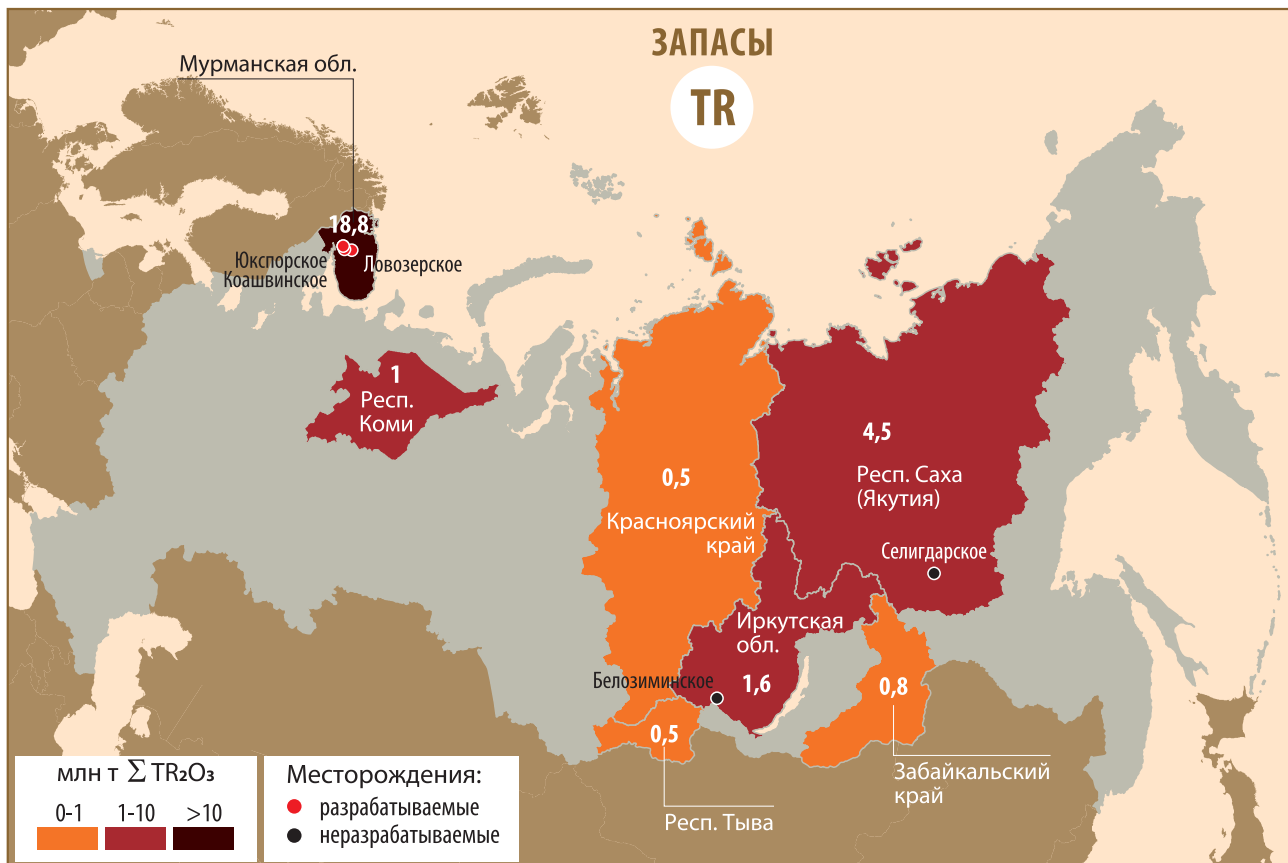 ЗАПАСЫ
TR
Мурманская обл.
18,8
Юкспорское
Коашвинское
Ловозерское
1
Респ.
Коми
0,5
Красноярский
край
4,5
Респ. Саха
(Якутия)
Селигдарское
Иркутская
обл.
Белозиминское
1,6
0,8
0,5
Забайкальский
край
Респ. Тыва
млн т Σ TR₂O₃
0-1 1-10 >10
Месторождения:
разрабатываемые
неразрабатываемые